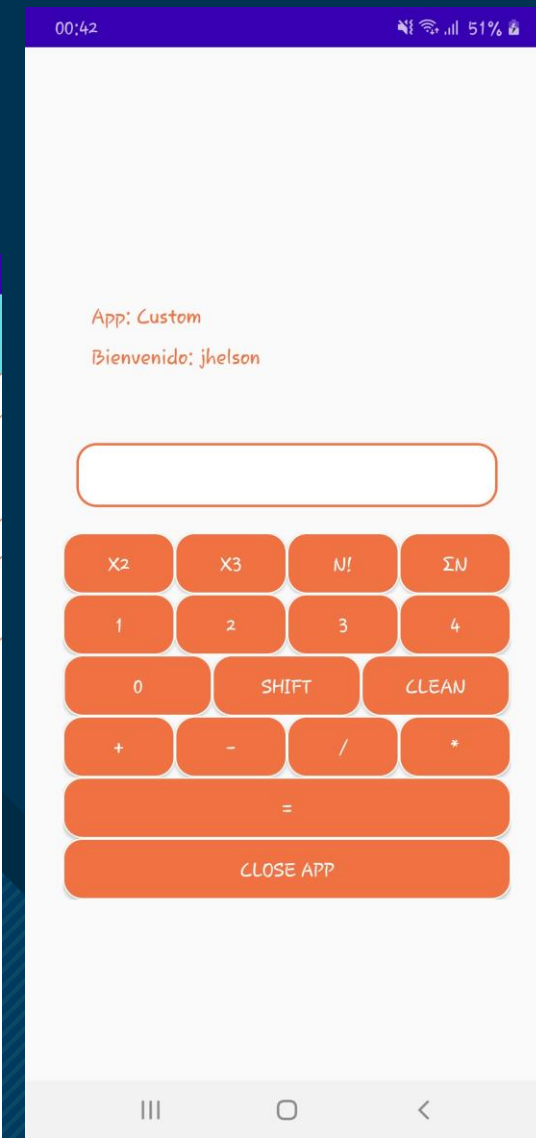 00:42 51%
App: Custom
Bienvenido: jhelson
X2 X3 N! ΣN
1 2 3 4
0 SHIFT CLEAN
+ - / *
=
CLOSE APP